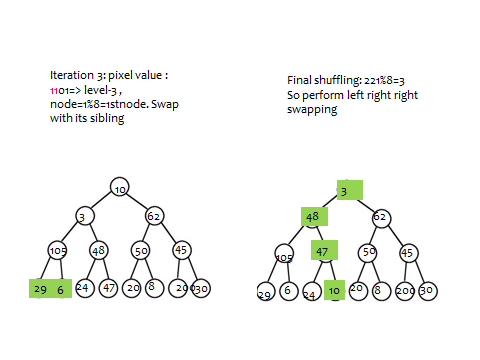 Iteration 3: pixel value :
1101=> level-3 ,
node=1%8=1stnode. Swap
with its sibling
Final shuffling: 221%8=3
So perform left right right
swapping
10
3 62
105 48 50 45
29 6 24 47 20 8 200 30
3
48 62
105 47 50 45
29 6 24 10 20 8 200 30